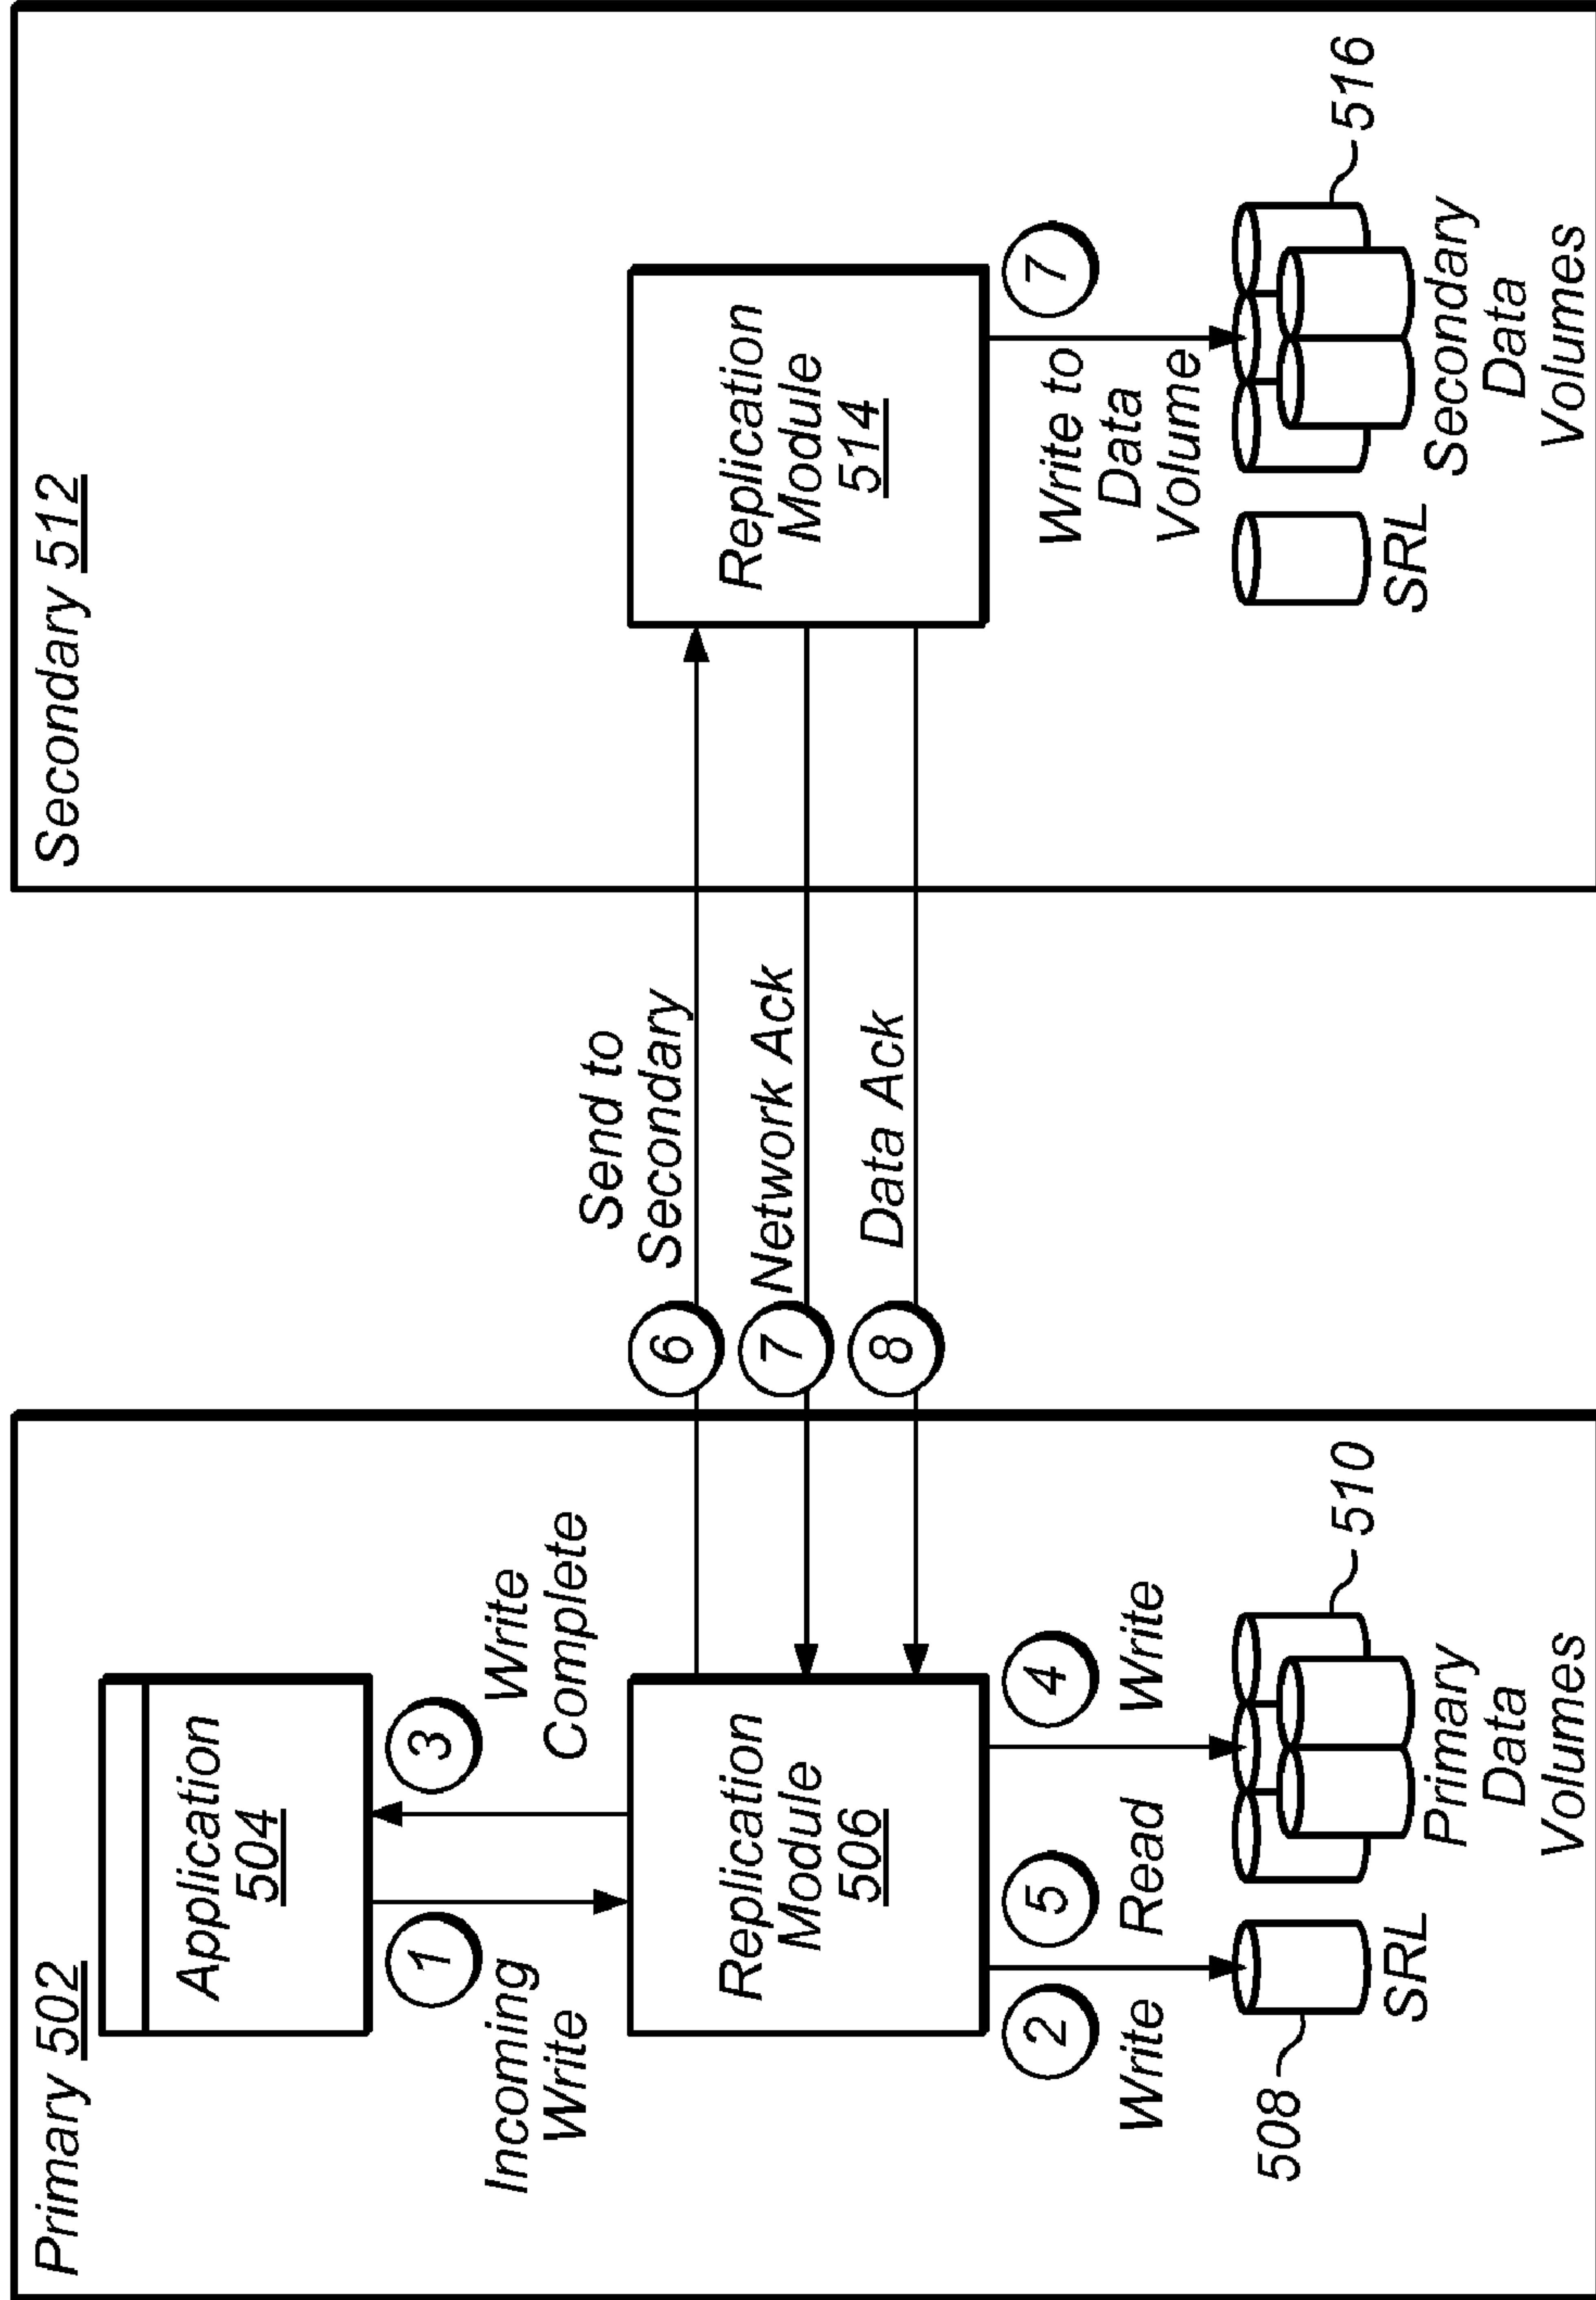 Primary 502
Application
504
1
Incoming
Write
3
Write
Complete
Replication
Module
506
2
Write
5
Read
4
Write
508
SRL
510
Primary
Data
Volumes
6
Send to
Secondary
7
Network Ack
8
Data Ack
Secondary 512
Replication
Module
514
Write to
Data
Volume
7
SRL
516
Secondary
Data
Volumes